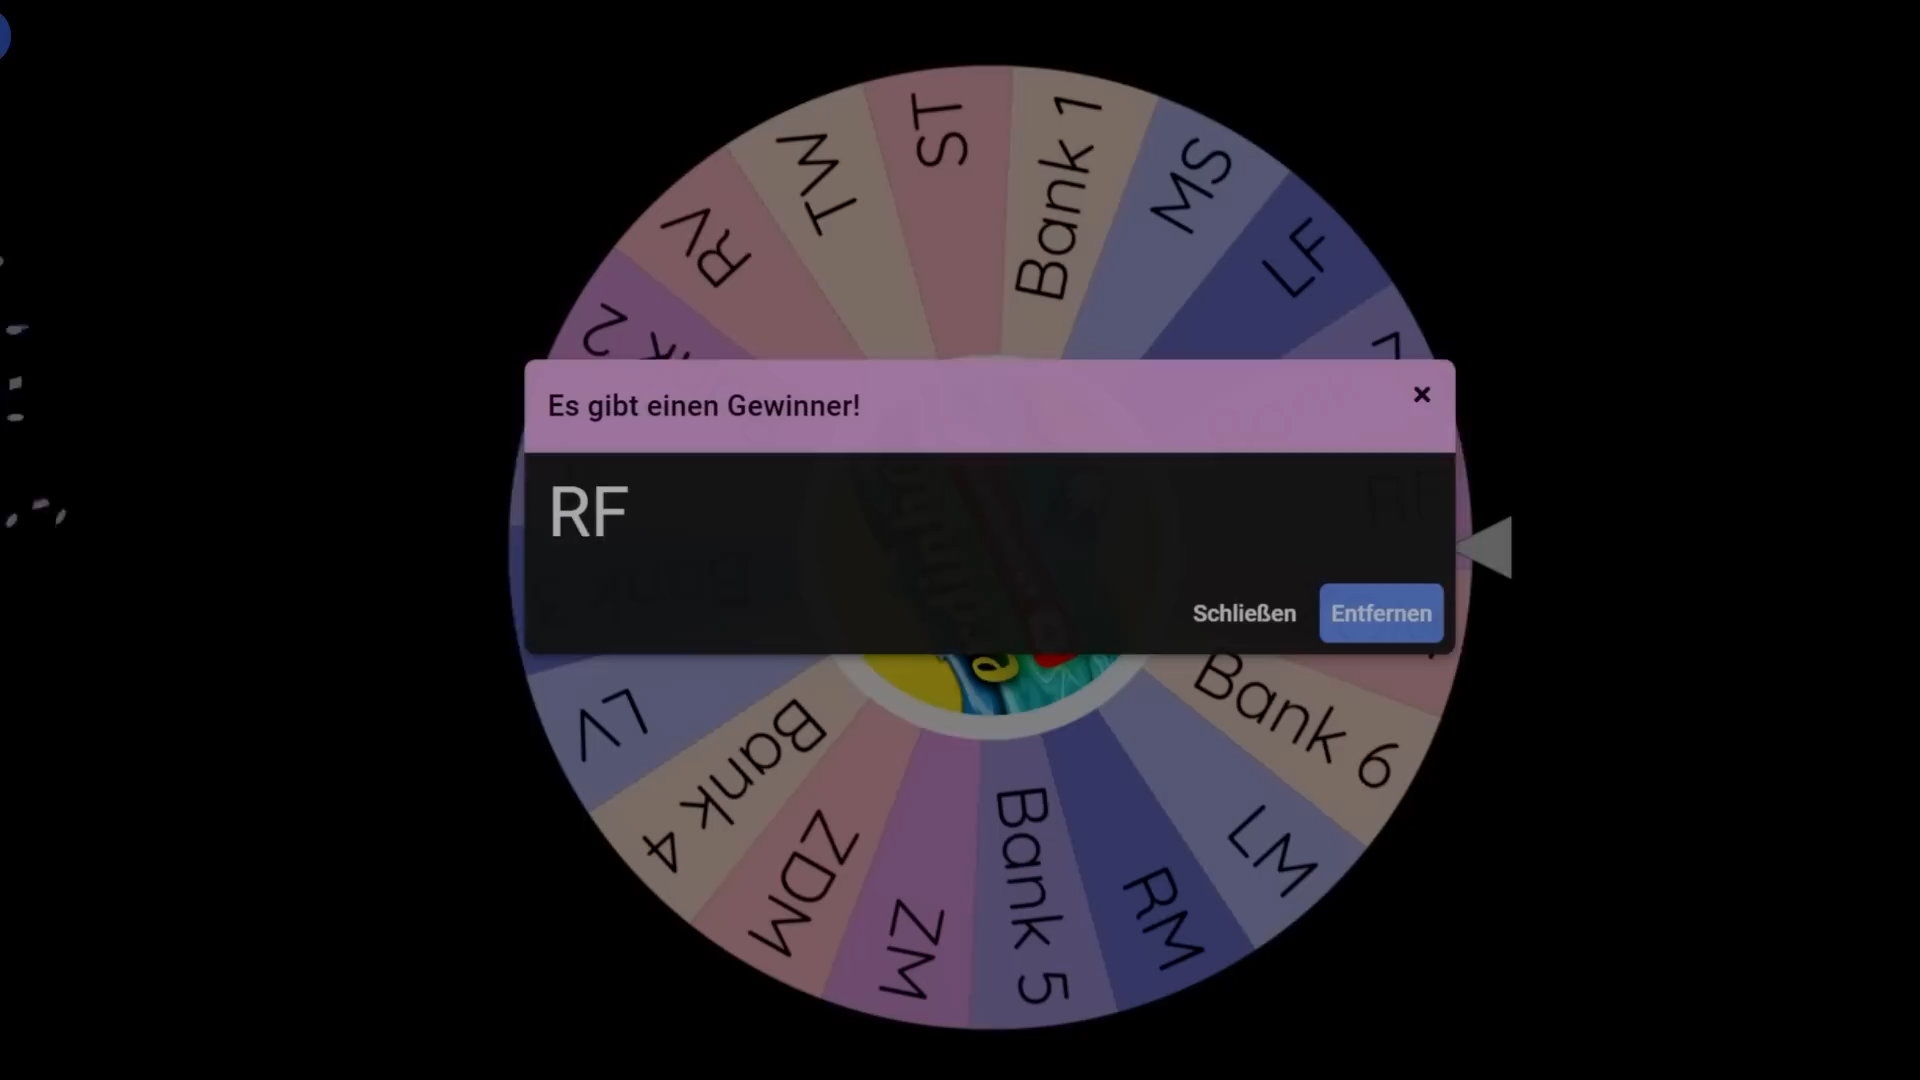 ST
Bank 1
TW
MS
RV
LF
2
Es gibt einen Gewinner!
RF
Schließen
Entfernen
LV
Bank 4
Bank 6
ZDM
ZM
Bank 5
RM
LM